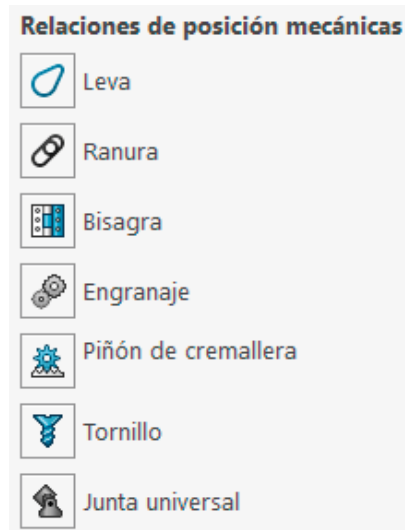 Relaciones de posición mecánicas
Leva
Ranura
Bisagra
Engranaje
Piñón de cremallera
Tornillo
Junta universal